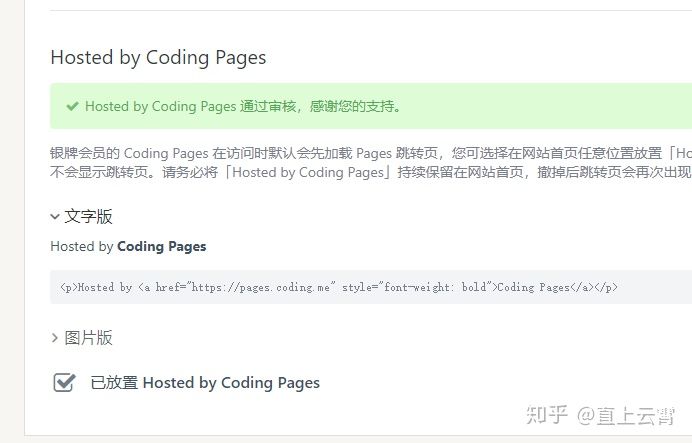 Hosted by Coding Pages
Hosted by Coding Pages 通过审核，感谢您的支持。
银牌会员的 Coding Pages 在访问时默认会先加载 Pages 跳转页，您可选择在网站首页任意位置放置「Ho
不会显示跳转页。请务必将「Hosted by Coding Pages」持续保留在网站首页，撤掉后跳转页会再次出现
文字版
Hosted by Coding Pages
<p>Hosted by <a href="https://pages.coding.me" style="font-weight: bold">Coding Pages</a></p>
图片版
已放置 Hosted by Coding Pages
知乎 @直上云霄